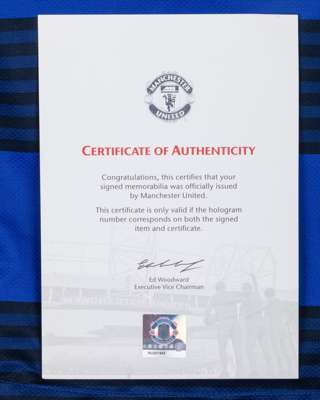 MANCHESTER
UNITED
CERTIFICATE OF AUTHENTICITY
Congratulations, this certifies that your
signed memorabilia was officially issued
by Manchester United.
This certificate is only valid if the hologram
number corresponds on both the signed
item and certificate.
Ed Woodward
Executive Vice Chairman